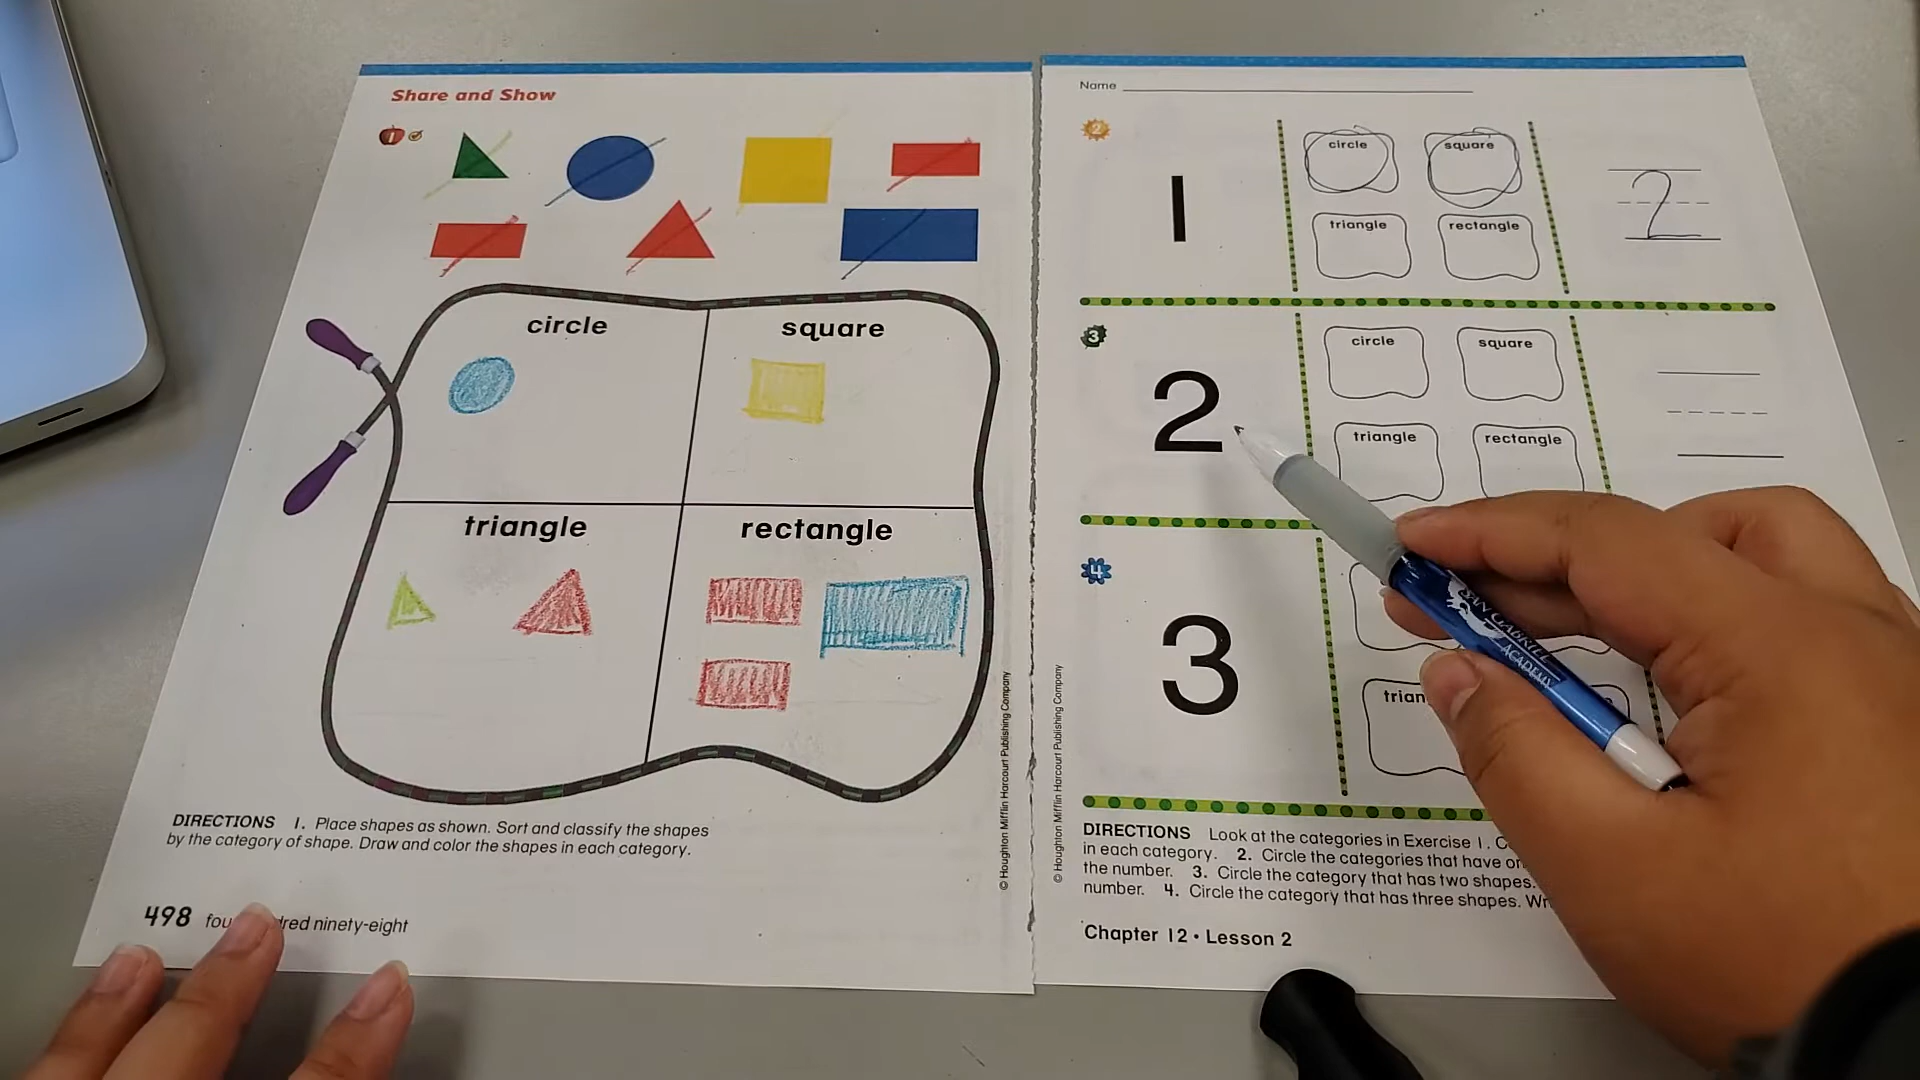 Share and Show
1
circle
square
triangle
rectangle
© Houghton Mifflin Harcourt Publishing Company
DIRECTIONS 1. Place shapes as shown. Sort and classify the shapes
by the category of shape. Draw and color the shapes in each category.
498 ninety-eight
Name
2
1
circle square
triangle rectangle
2
3
2
circle square
triangle rectangle
4
3
SAN GABRIEL
ACADEMY
© Houghton Mifflin Harcourt Publishing Company
DIRECTIONS Look at the categories in Exercise 1.
in each category. 2. Circle the categories that have
the number. 3. Circle the category that has two shapes.
number. 4. Circle the category that has three shapes.
Chapter 12 • Lesson 2